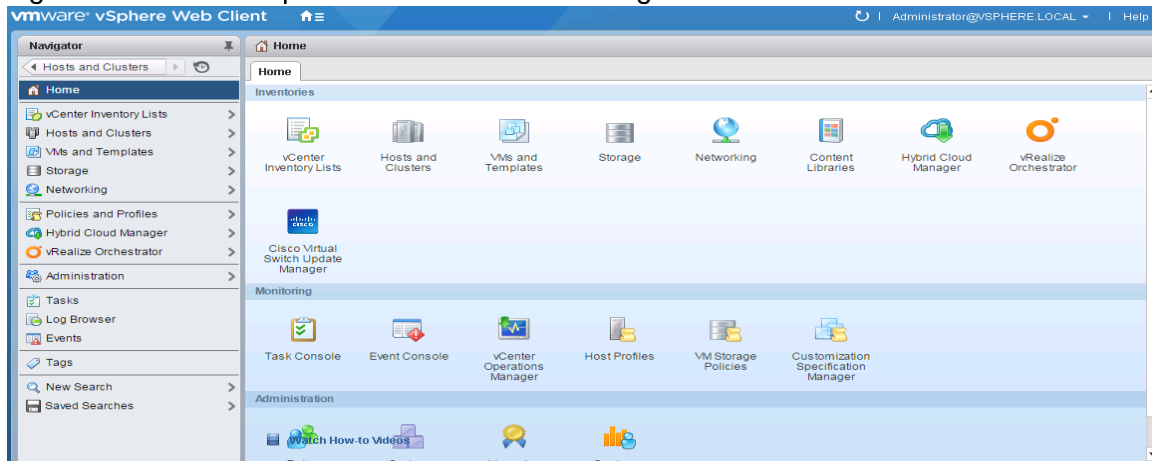 vmware® vSphere Web Client
Administrator@VSPHERE.LOCAL
Help
Navigator
Hosts and Clusters
Home
vCenter Inventory Lists
Hosts and Clusters
VMs and Templates
Storage
Networking
Policies and Profiles
Hybrid Cloud Manager
vRealize Orchestrator
Administration
Tasks
Log Browser
Events
Tags
New Search
Saved Searches
Home
Home
Inventories
vCenter
Inventory Lists
Hosts and
Clusters
VMs and
Templates
Storage
Networking
Content
Libraries
Hybrid Cloud
Manager
vRealize
Orchestrator
CISCO
Cisco Virtual
Switch Update
Manager
Monitoring
Task Console
Event Console
vCenter
Operations
Manager
Host Profiles
VM Storage
Policies
Customization
Specification
Manager
Administration
Watch How-to Videos